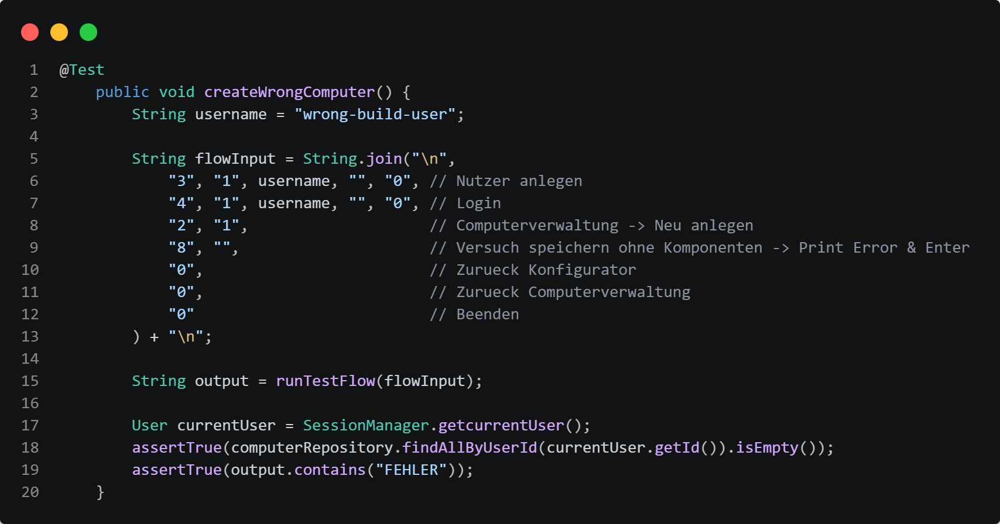 1 @Test
2     public void createWrongComputer() {
3         String username = "wrong-build-user";
4
5         String flowInput = String.join("\n",
6             "3", "1", username, "", "0", // Nutzer anlegen
7             "4", "1", username, "", "0", // Login
8             "2", "1",                    // Computerverwaltung -> Neu anlegen
9             "8", "",                     // Versuch speichern ohne Komponenten -> Print Error & Enter
10             "0",                         // Zurueck Konfigurator
11             "0",                         // Zurueck Computerverwaltung
12             "0"                          // Beenden
13         ) + "\n";
14
15         String output = runTestFlow(flowInput);
16
17         User currentUser = SessionManager.getcurrentUser();
18         assertTrue(computerRepository.findAllByUserId(currentUser.getId()).isEmpty());
19         assertTrue(output.contains("FEHLER"));
20     }